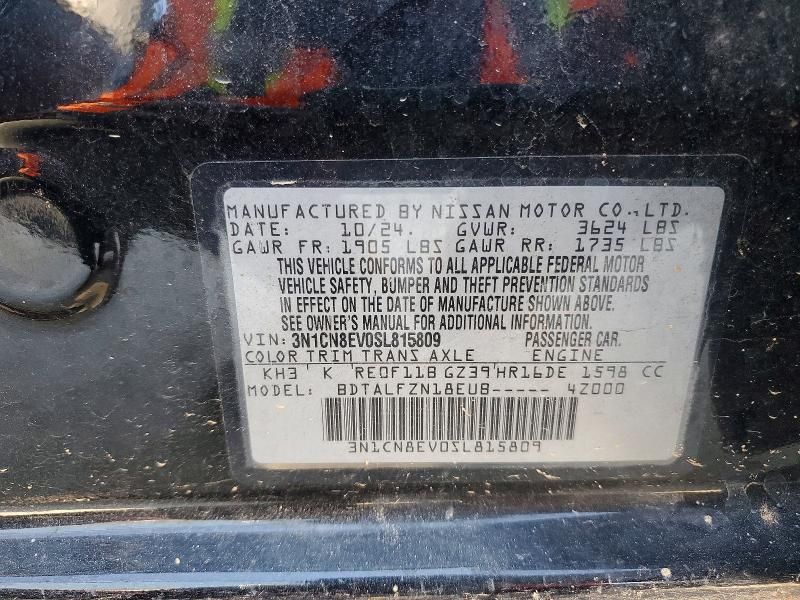 MANUFACTURED BY NISSAN MOTOR CO., LTD.
DATE: 10/24. GVWR: 3624 LBS
GAWR FR: 1905 LBS GAWR RR: 1735 LBS
THIS VEHICLE CONFORMS TO ALL APPLICABLE FEDERAL MOTOR
VEHICLE SAFETY, BUMPER AND THEFT PREVENTION STANDARDS
IN EFFECT ON THE DATE OF MANUFACTURE SHOWN ABOVE.
SEE OWNER'S MANUAL FOR ADDITIONAL INFORMATION.
VIN: 3N1CN8EV0SL815809 PASSENGER CAR.
COLOR TRIM TRANS AXLE ENGINE
KH3 K RE0F11B GZ39 HR16DE 1598 CC
MODEL: BDTALFZN18EUB----- 4Z000
3N1CN8EV0SL815809